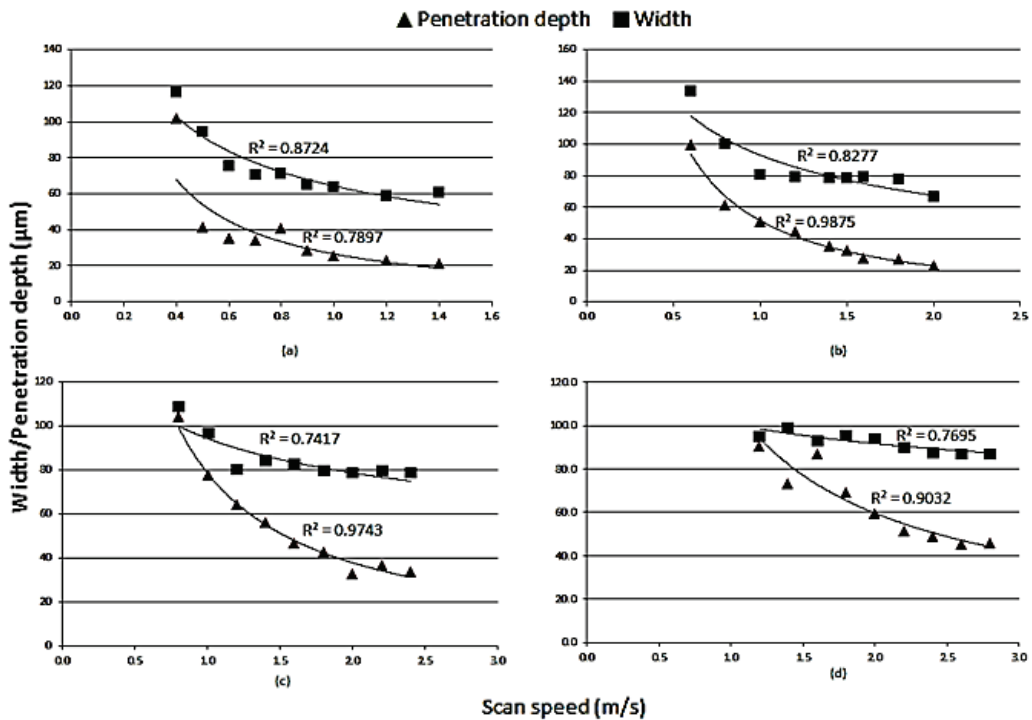 ▲ Penetration depth ■ Width
Width/Penetration depth (μm)
140
120
100
80
60
40
20
0
R² = 0.8724
R² = 0.7897
0.0 0.2 0.4 0.6 0.8 1.0 1.2 1.4 1.6
(a)
160
140
120
100
80
60
40
20
0
R² = 0.8277
R² = 0.9875
0.0 0.5 1.0 1.5 2.0 2.5
(b)
120
100
80
60
40
20
0
R² = 0.7417
R² = 0.9743
0.0 0.5 1.0 1.5 2.0 2.5 3.0
(c)
120.0
100.0
80.0
60.0
40.0
20.0
0.0
R² = 0.7695
R² = 0.9032
0.0 0.5 1.0 1.5 2.0 2.5 3.0
(d)
Scan speed (m/s)